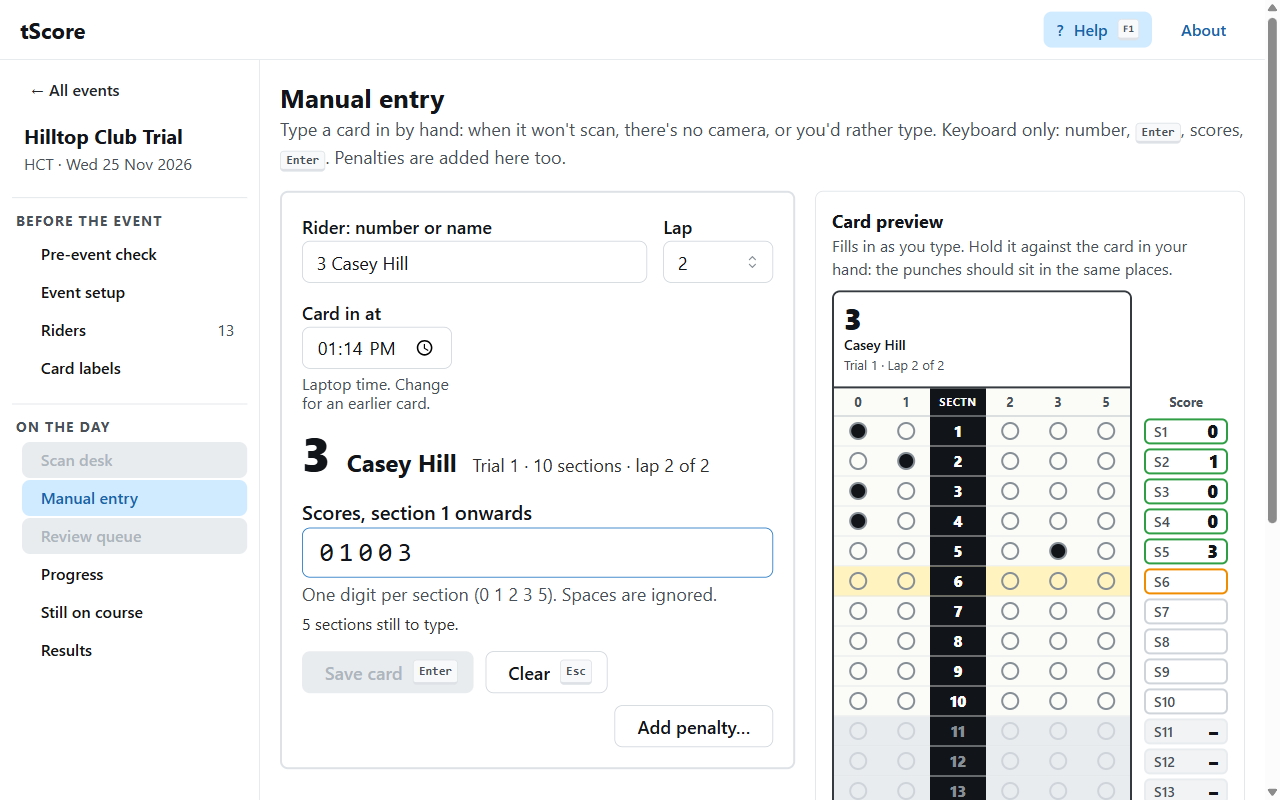 tScore
? Help F1 About
← All events
Hilltop Club Trial
HCT · Wed 25 Nov 2026
BEFORE THE EVENT
Pre-event check
Event setup
Riders 13
Card labels
ON THE DAY
Scan desk
Manual entry
Review queue
Progress
Still on course
Results
Manual entry
Type a card in by hand: when it won't scan, there's no camera, or you'd rather type. Keyboard only: number, Enter, scores,
Enter. Penalties are added here too.
Rider: number or name Lap
3 Casey Hill 2
Card in at
01:14 PM
Laptop time. Change
for an earlier card.
3 Casey Hill Trial 1 · 10 sections · lap 2 of 2
Scores, section 1 onwards
01003
One digit per section (0 1 2 3 5). Spaces are ignored.
5 sections still to type.
Save card Enter Clear Esc
Add penalty...
Card preview
Fills in as you type. Hold it against the card in your
hand: the punches should sit in the same places.
3
Casey Hill
Trial 1 · Lap 2 of 2
0 1 SECTN 2 3 5 Score
1 S1 0
2 S2 1
3 S3 0
4 S4 0
5 S5 3
6 S6
7 S7
8 S8
9 S9
10 S10
11 S11 –
12 S12 –
13 S13 –